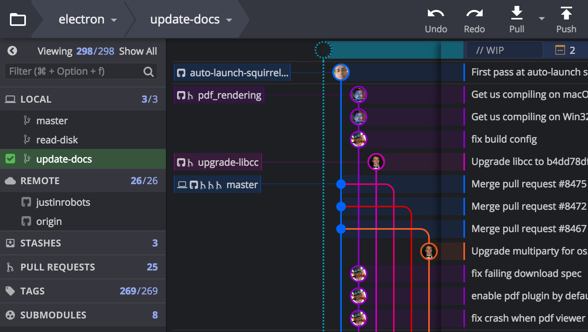 electron
update-docs
Undo
Redo
Pull
Push
Viewing 298/298 Show All
Filter (⌘ + Option + f)
LOCAL 3/3
master
read-disk
update-docs
REMOTE 26/26
justinrobots
origin
STASHES 3
PULL REQUESTS 25
TAGS 269/269
SUBMODULES 8
// WIP 2
auto-launch-squirrel... First pass at auto-launch s
pdf_rendering Get us compiling on macO
Get us compiling on Win32
fix build config
upgrade-libcc Upgrade libcc to b4dd78df
master Merge pull request #8475
Merge pull request #8472
Merge pull request #8467
Upgrade multiparty for os.
fix failing download spec
enable pdf plugin by defau
fix crash when pdf viewer